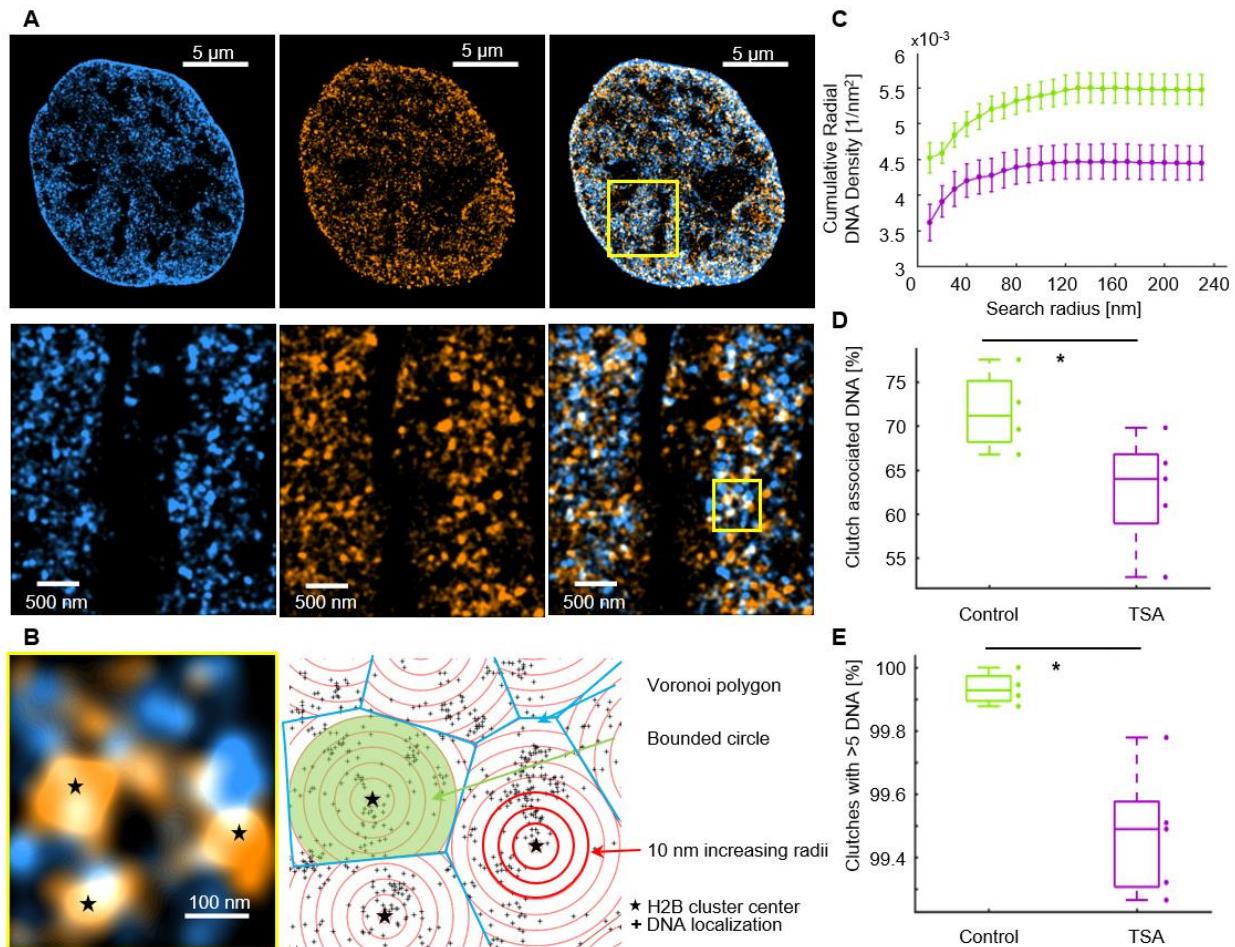 A
5 µm
5 µm
5 µm
500 nm
500 nm
500 nm
B
100 nm
Voronoi polygon
Bounded circle
10 nm increasing radii
★ H2B cluster center
+ DNA localization
C
x10⁻³
6
5.5
5
4.5
4
3.5
3
Cumulative Radial
DNA Density [1/nm²]
0 40 80 120 160 200 240
Search radius [nm]
D
Clutch associated DNA [%]
75
70
65
60
55
*
Control TSA
E
Clutches with >5 DNA [%]
100
99.8
99.6
99.4
*
Control TSA